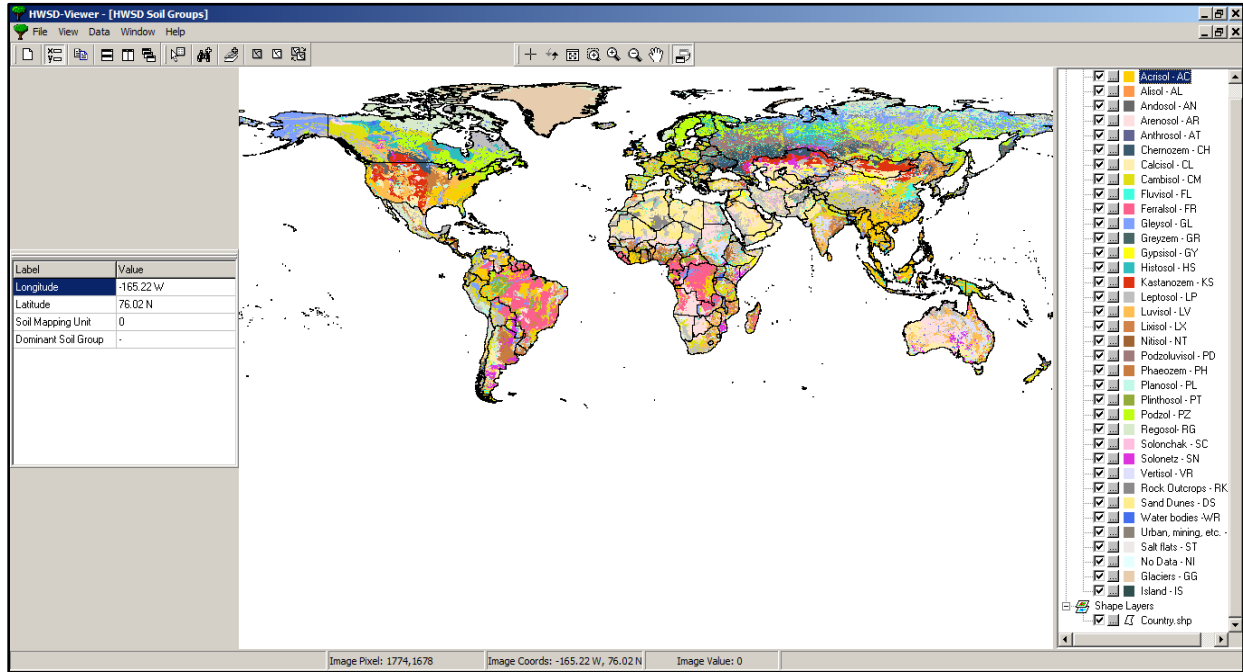 HWSD-Viewer - [HWSD Soil Groups]
File View Data Window Help
Label Value
Longitude -165.22 W
Latitude 76.02 N
Soil Mapping Unit 0
Dominant Soil Group -
Acrisol - AC
Alisol - AL
Andosol - AN
Arenosol - AR
Anthrosol - AT
Chernozem - CH
Calcisol - CL
Cambisol - CM
Fluvisol - FL
Ferralsol - FR
Gleysol - GL
Greyzem - GR
Gypsisol - GY
Histosol - HS
Kastanozem - KS
Leptosol - LP
Luvisol - LV
Lixisol - LX
Nitisol - NT
Podzoluvisol - PD
Phaeozem - PH
Planosol - PL
Plinthosol - PT
Podzol - PZ
Regosol- RG
Solonchak - SC
Solonetz - SN
Vertisol - VR
Rock Outcrops - RK
Sand Dunes - DS
Water bodies -WR
Urban, mining, etc. -
Salt flats - ST
No Data - NI
Glaciers - GG
Island - IS
Shape Layers
Country.shp
Image Pixel: 1774,1678 Image Coords: -165.22 W, 76.02 N Image Value: 0